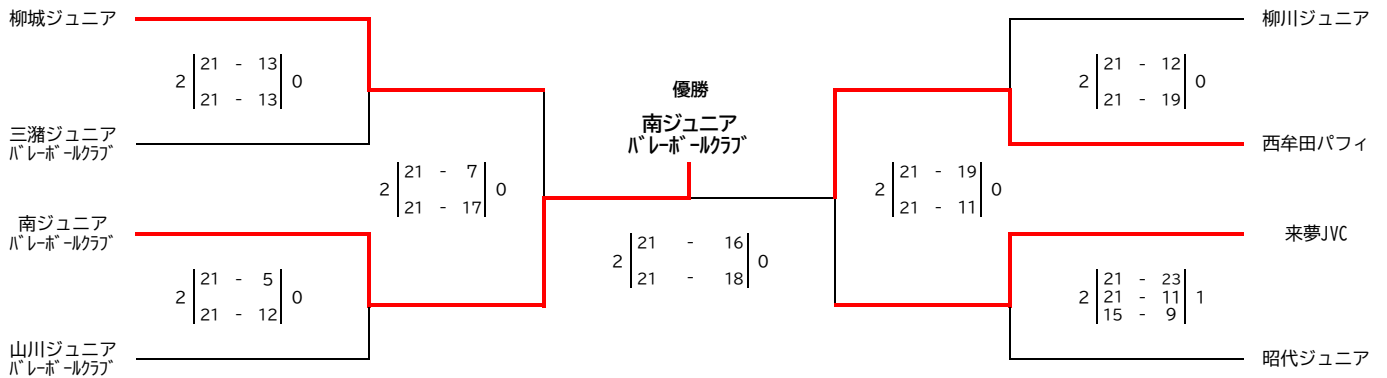 柳城ジュニア
2 21 - 13 0
21 - 13
三潴ジュニア
バレーボールクラブ
2 21 - 7 0
21 - 17
南ジュニア
バレーボールクラブ
2 21 - 5 0
21 - 12
山川ジュニア
バレーボールクラブ
優勝
南ジュニア
バレーボールクラブ
2 21 - 16 0
21 - 18
柳川ジュニア
2 21 - 12 0
21 - 19
西牟田パフィ
2 21 - 19 0
21 - 11
来夢JVC
21 - 23
2 21 - 11 1
15 - 9
昭代ジュニア